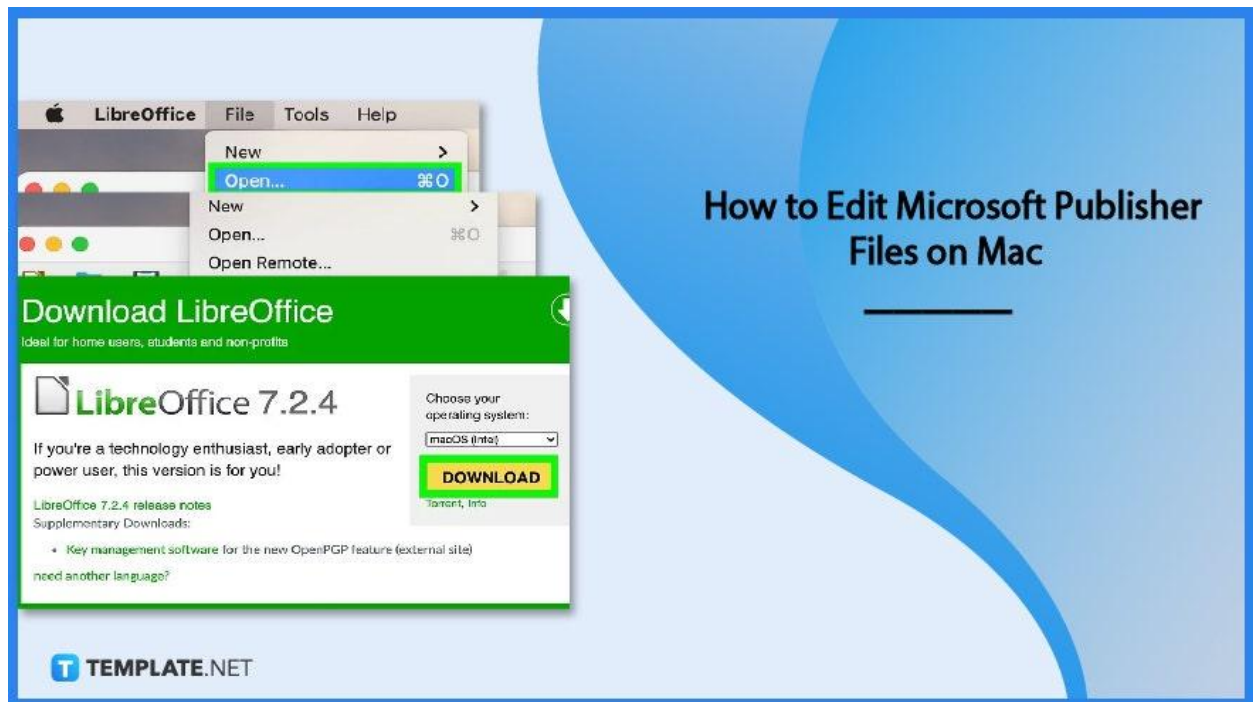 LibreOffice File Tools Help
New >
Open... ⌘O
New >
Open... ⌘O
Open Remote...
Download LibreOffice
Ideal for home users, students and non-profits
LibreOffice 7.2.4
If you're a technology enthusiast, early adopter or
power user, this version is for you!
LibreOffice 7.2.4 release notes
Supplementary Downloads:
• Key management software for the new OpenPGP feature (external site)
need another language?
Choose your
operating system:
macOS (Intel)
DOWNLOAD
Torrent, Info
How to Edit Microsoft Publisher
Files on Mac
T TEMPLATE.NET